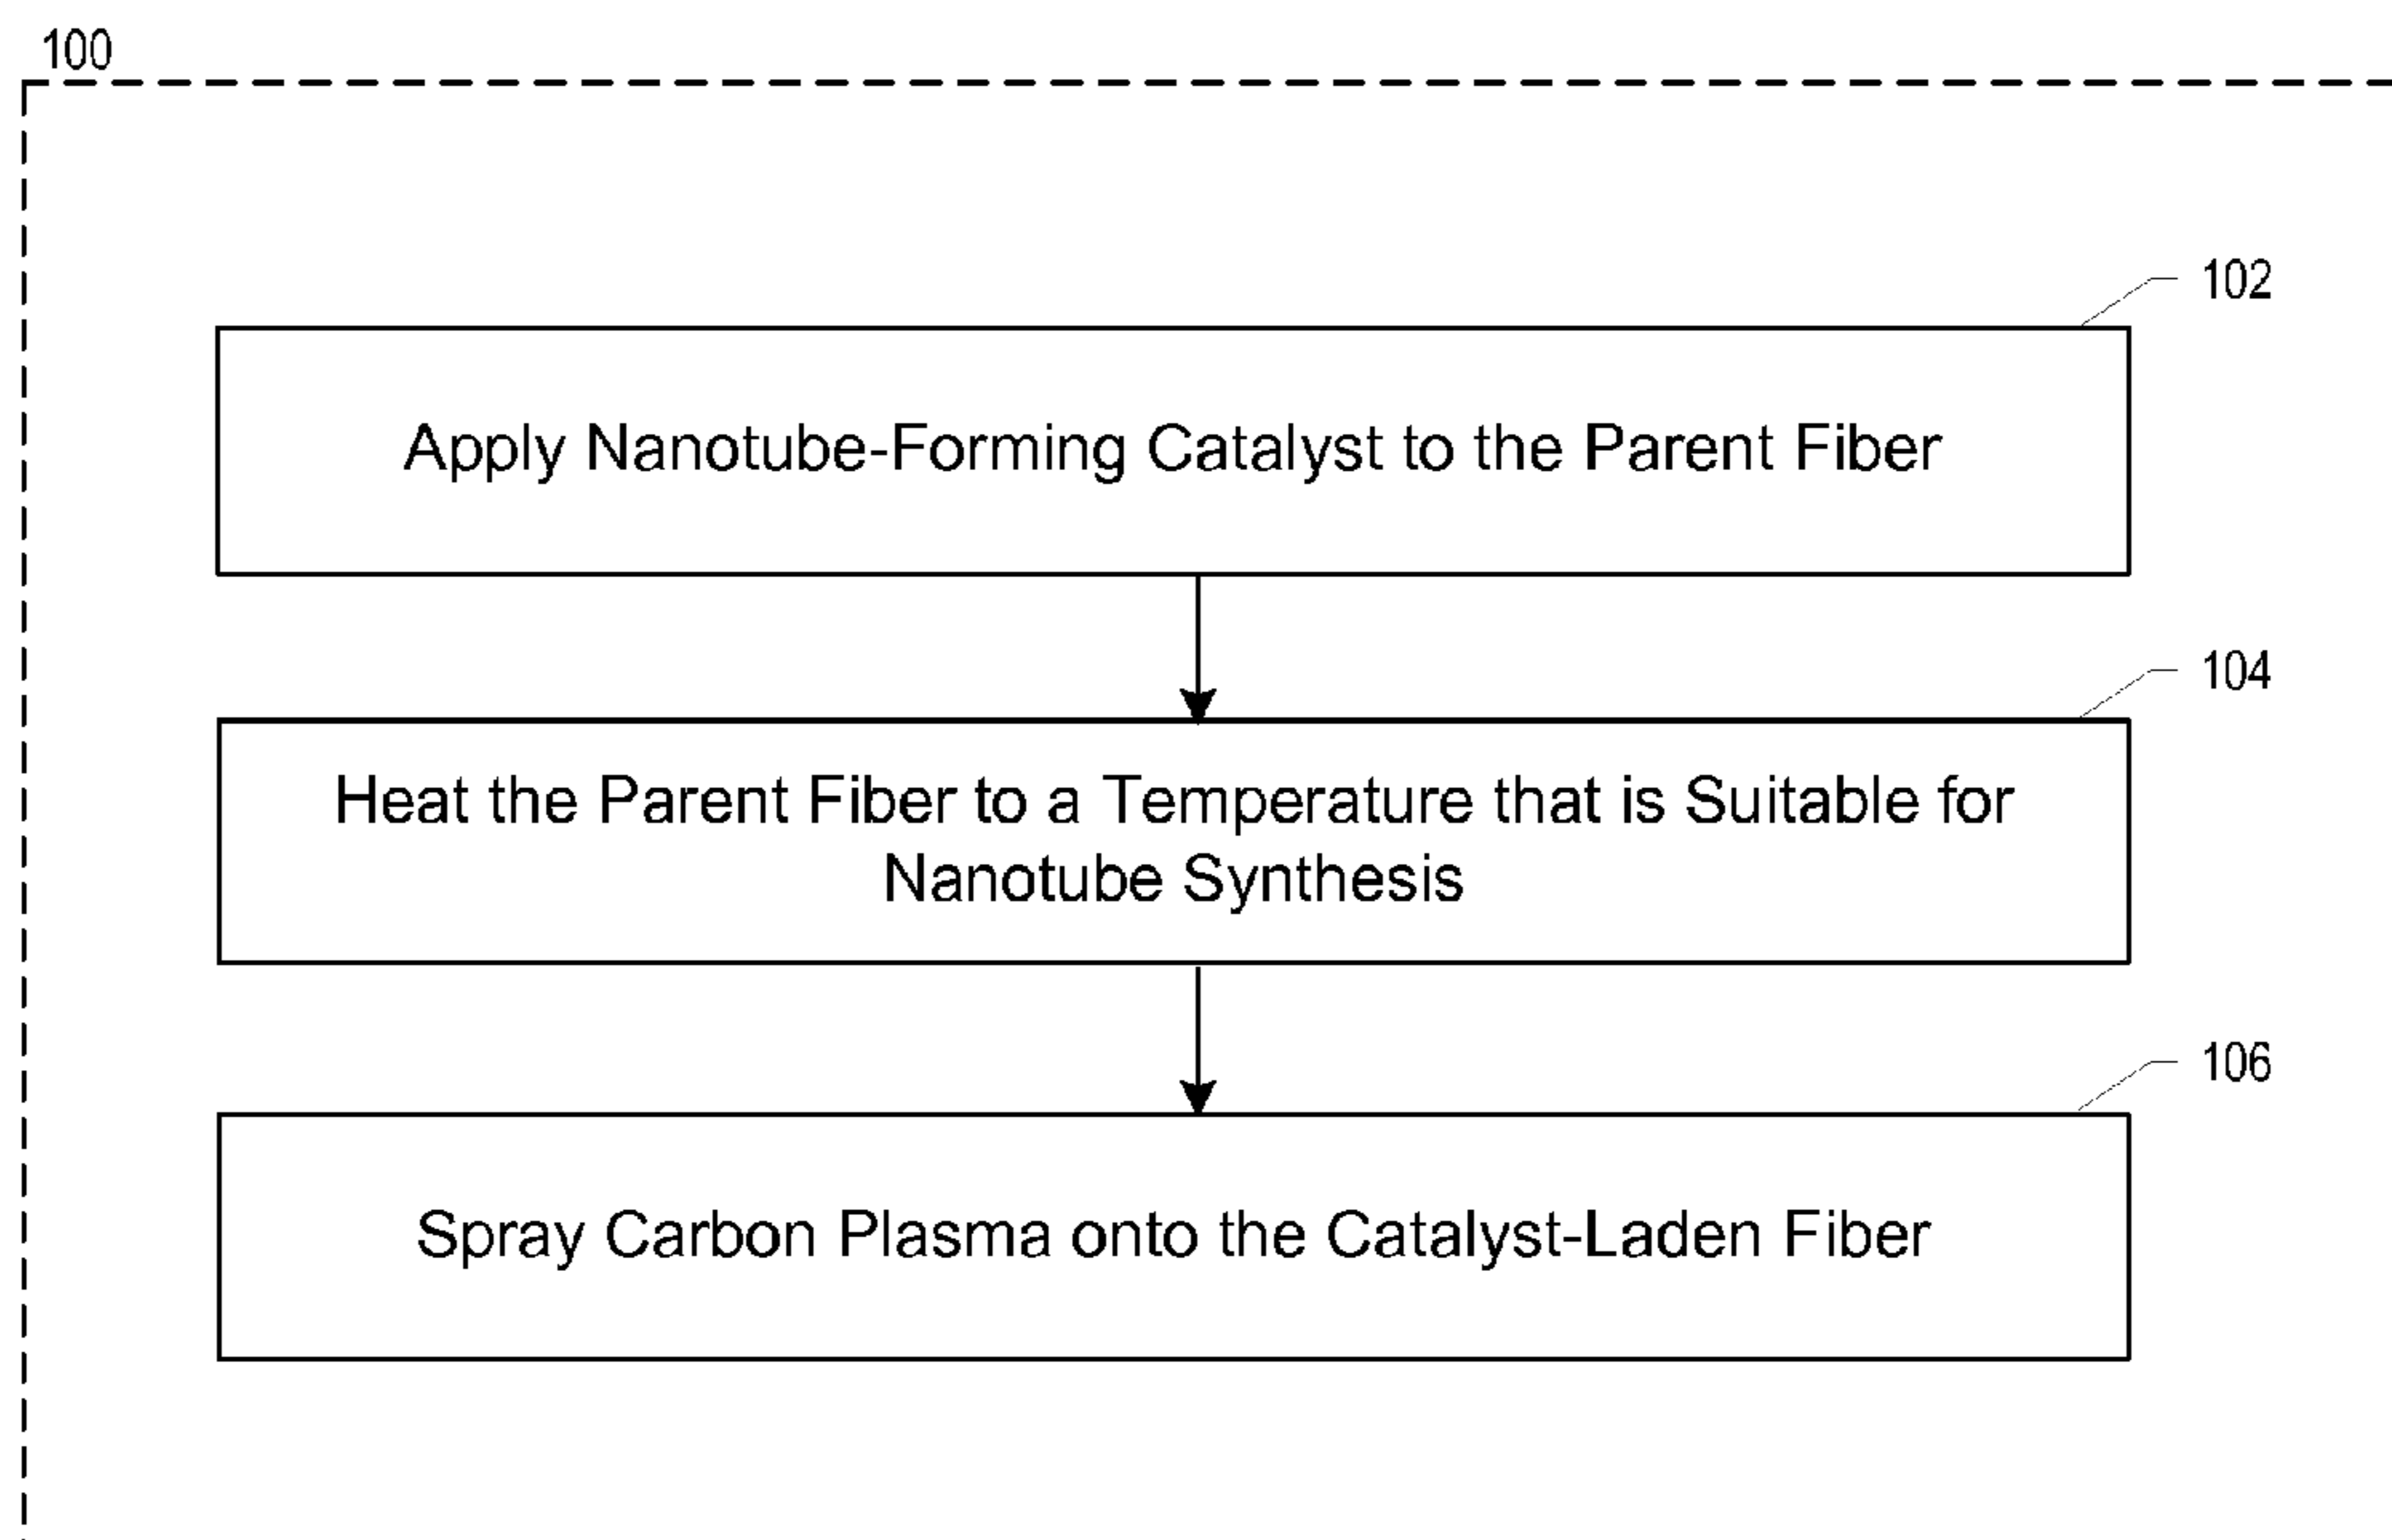 100
102
Apply Nanotube-Forming Catalyst to the Parent Fiber
104
Heat the Parent Fiber to a Temperature that is Suitable for
Nanotube Synthesis
106
Spray Carbon Plasma onto the Catalyst-Laden Fiber